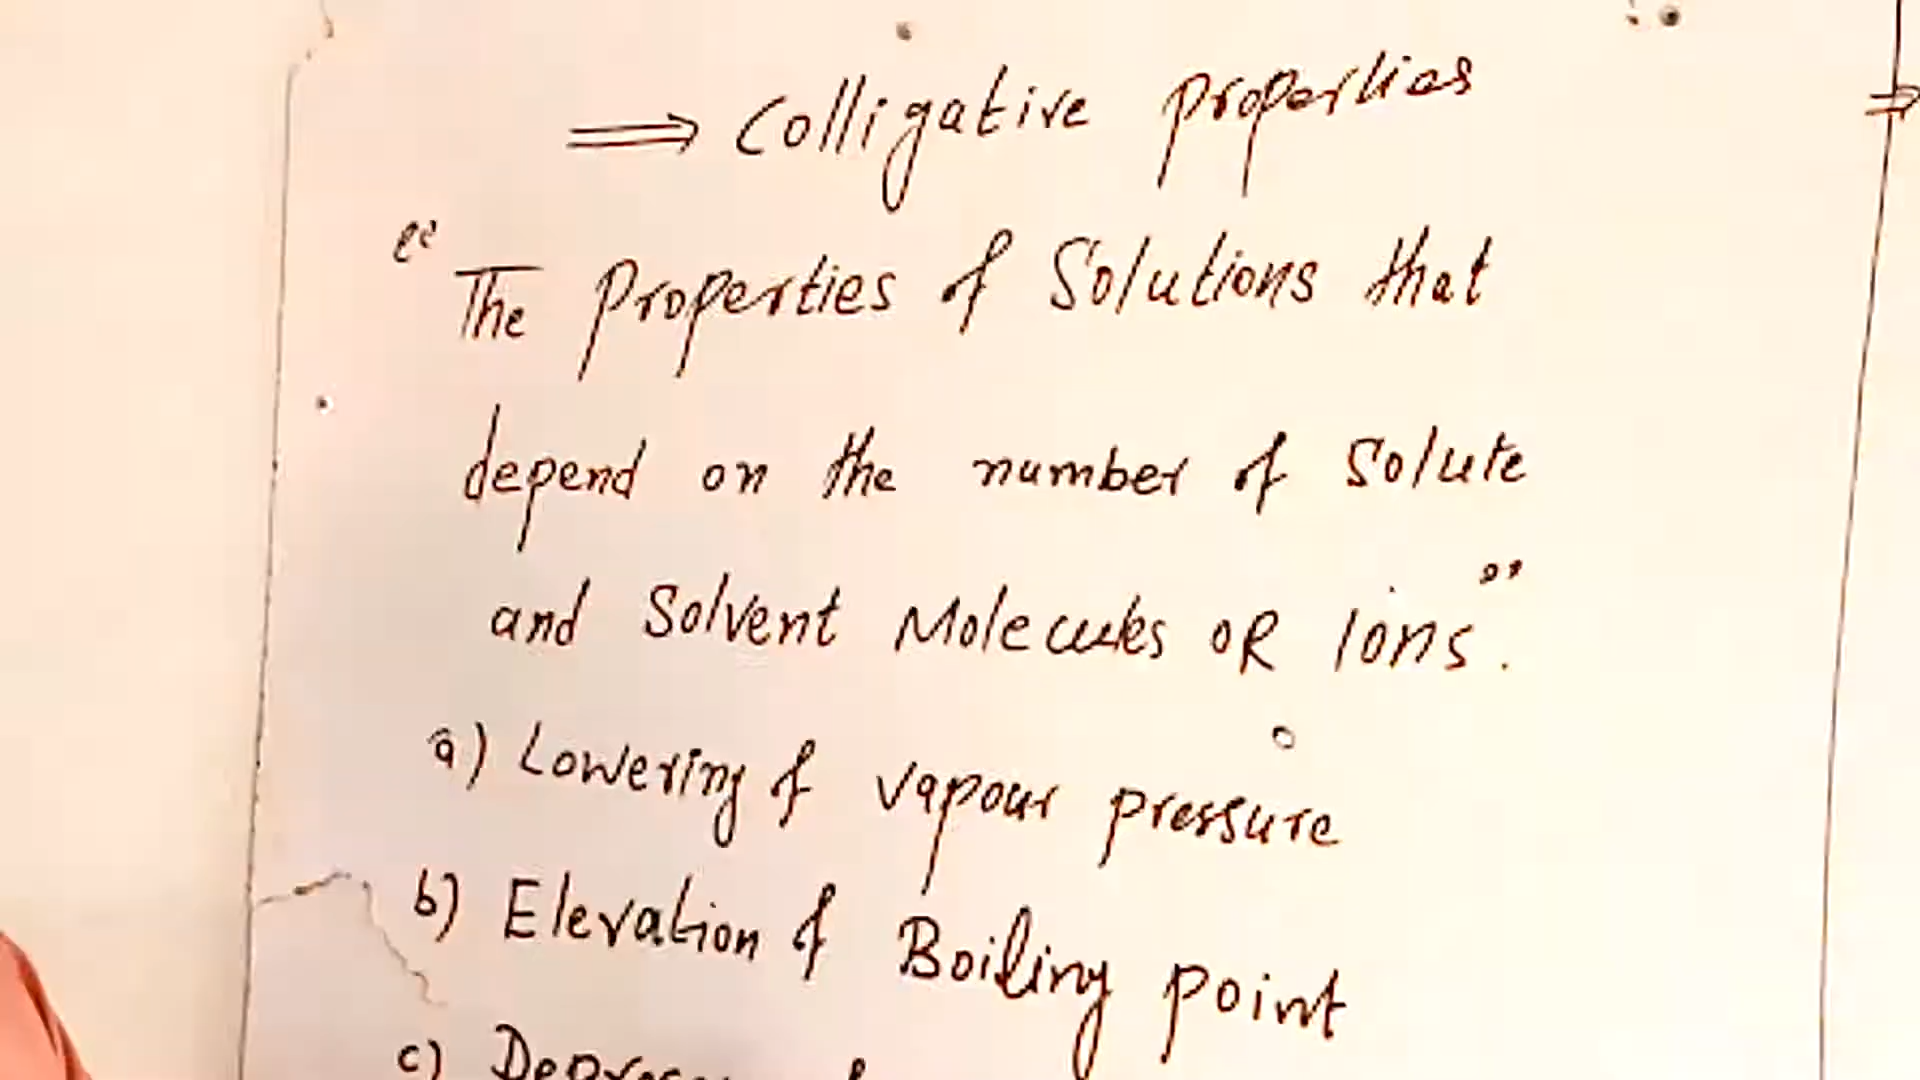 ⇒ Colligative properties
“ The Properties of Solutions that
depend on the number of Solute
and Solvent Molecules OR Ions.”
a) Lowering of vapour pressure
b) Elevation of Boiling point
c)